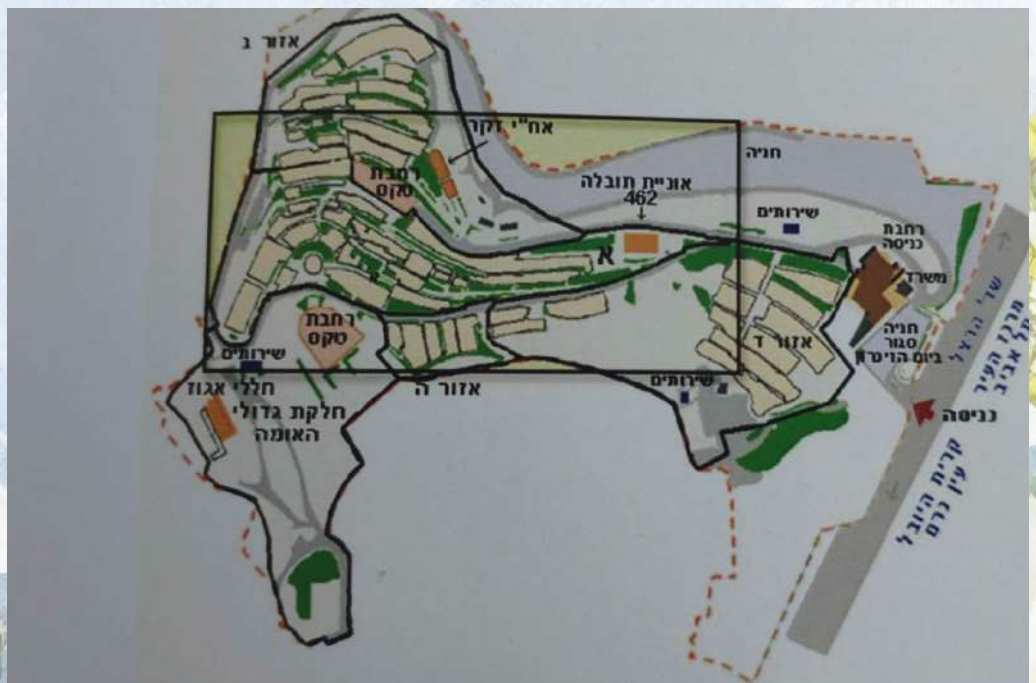 אזור ג
אח"י דקר
חניה
רחבת
טקס
אוניית תובלה
462
שירותים
רחבת
כניסה
משרד
א
חניה
סגור
ביום הזיכרון
שד' הרצל
מרכז העיר
תל אביב
אזור ד
רחבת
טקס
שירותים
חללי אגוז
אזור ה
שירותים
חלקת גדולי
האומה
כניסה
קרית היובל
עין כרם